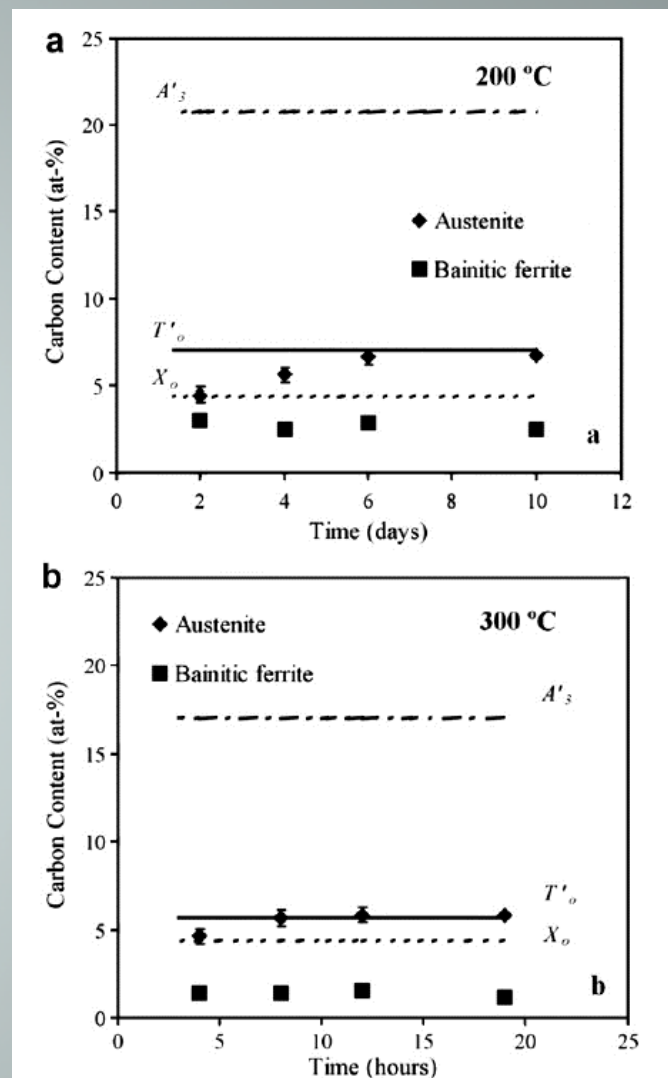 a
25
200 °C
A'₃
20
15
Austenite
Bainitic ferrite
10
T'ₒ
5
Xₒ
a
0
0 2 4 6 8 10 12
Carbon Content (at-%)
Time (days)
b
25
Austenite
300 °C
20
Bainitic ferrite
A'₃
15
10
T'ₒ
5
Xₒ
b
0
0 5 10 15 20 25
Carbon Content (at-%)
Time (hours)